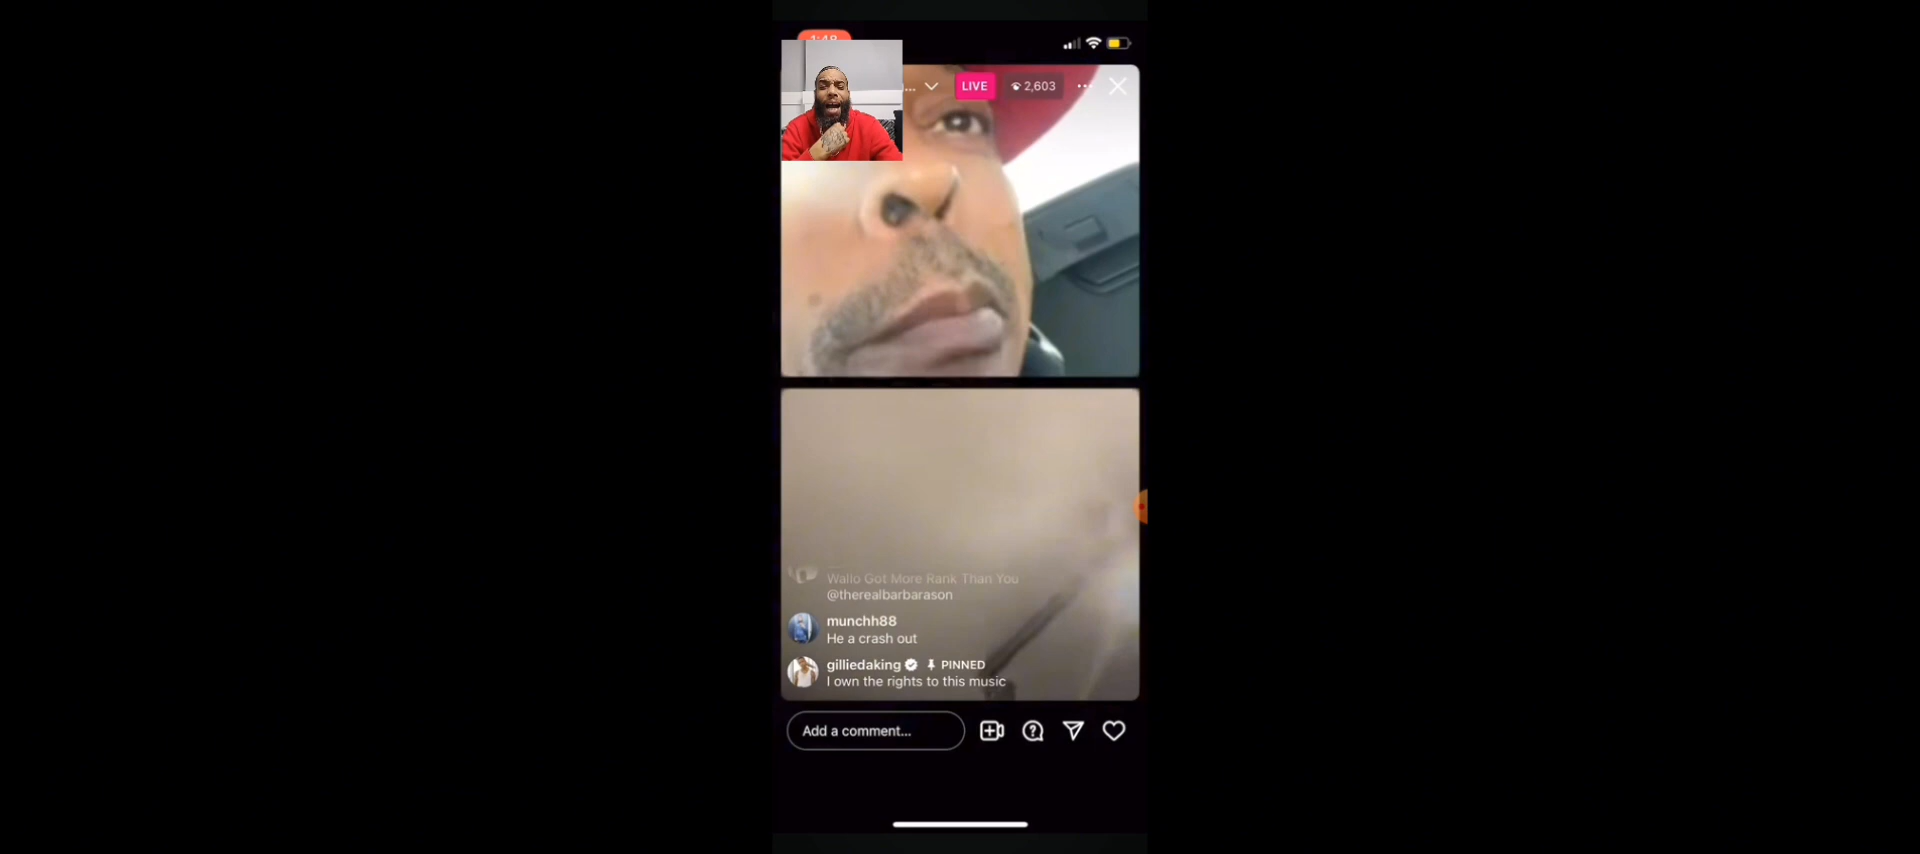 LIVE
2,603
Wallo Got More Rank Than You
@therealbarbarason
munchh88
He a crash out
gilliedaking PINNED
I own the rights to this music
Add a comment...